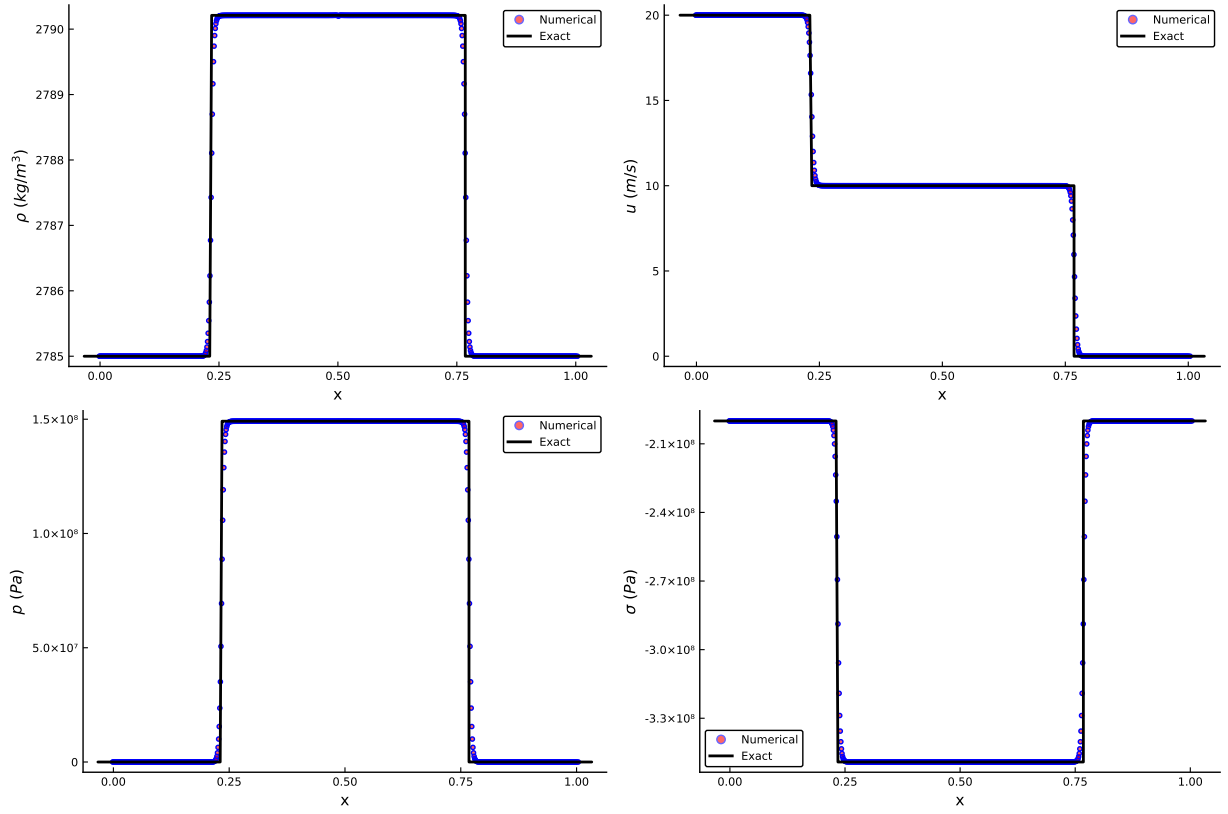 2790
2789
2788
2787
2786
2785
ρ (kg/m³)
0.00 0.25 0.50 0.75 1.00
x
Numerical
Exact
20
15
10
5
0
u (m/s)
0.00 0.25 0.50 0.75 1.00
x
Numerical
Exact
1.5×10⁸
1.0×10⁸
5.0×10⁷
0
p (Pa)
0.00 0.25 0.50 0.75 1.00
x
Numerical
Exact
-2.1×10⁸
-2.4×10⁸
-2.7×10⁸
-3.0×10⁸
-3.3×10⁸
σ (Pa)
0.00 0.25 0.50 0.75 1.00
x
Numerical
Exact